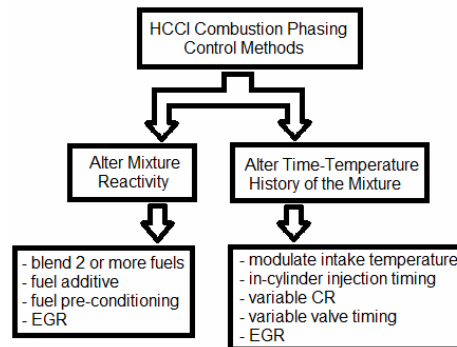 HCCI Combustion Phasing
Control Methods
Alter Mixture
Reactivity
Alter Time-Temperature
History of the Mixture
- blend 2 or more fuels
- fuel additive
- fuel pre-conditioning
- EGR
- modulate intake temperature
- in-cylinder injection timing
- variable CR
- variable valve timing
- EGR